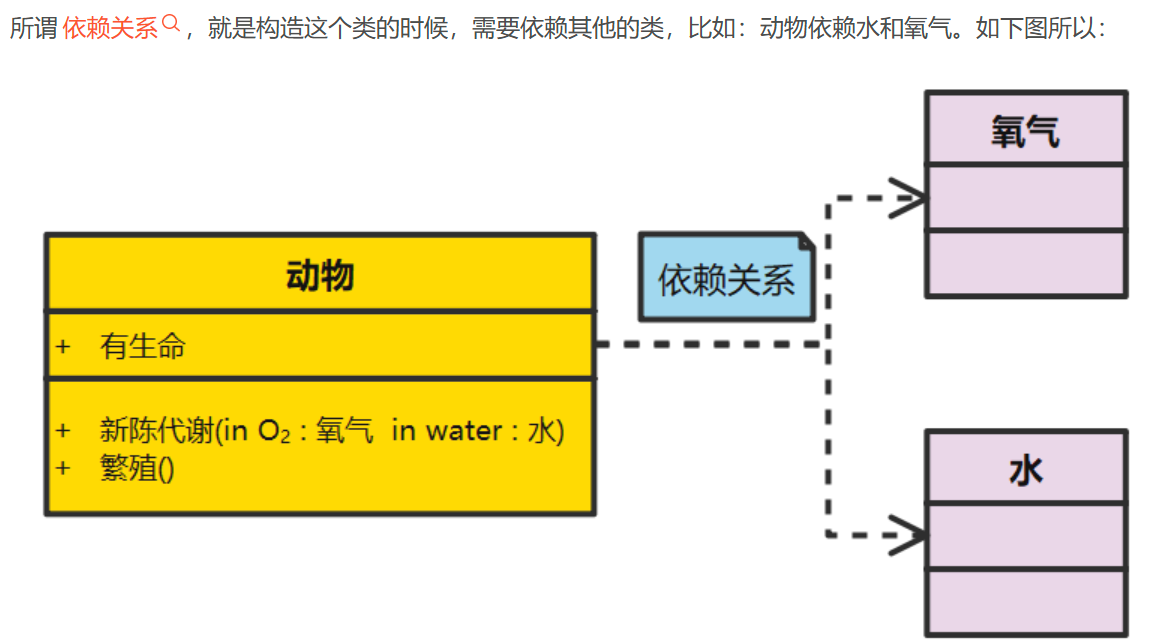 所谓 依赖关系，就是构造这个类的时候，需要依赖其他的类，比如：动物依赖水和氧气。如下图所以：
氧气
动物
依赖关系
+ 有生命
+ 新陈代谢(in O₂ : 氧气 in water : 水)
+ 繁殖()
水